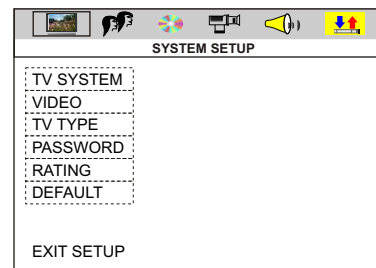 SYSTEM SETUP
TV SYSTEM
VIDEO
TV TYPE
PASSWORD
RATING
DEFAULT
EXIT SETUP